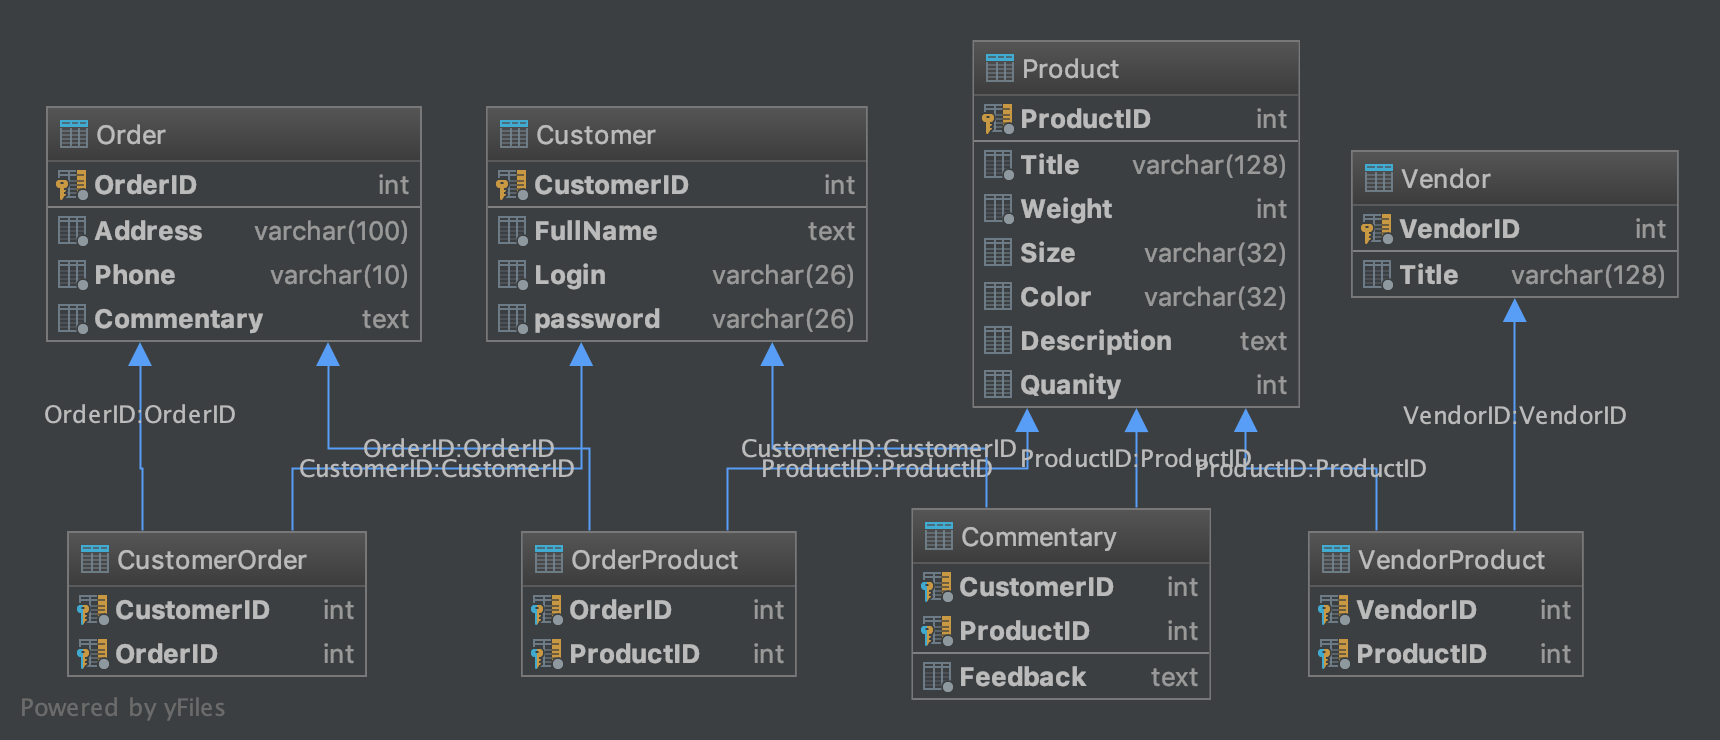 Order
OrderID int
Address varchar(100)
Phone varchar(10)
Commentary text
Customer
CustomerID int
FullName text
Login varchar(26)
password varchar(26)
Product
ProductID int
Title varchar(128)
Weight int
Size varchar(32)
Color varchar(32)
Description text
Quanity int
Vendor
VendorID int
Title varchar(128)
OrderID:OrderID
OrderID:OrderID
CustomerID:CustomerID
CustomerID:CustomerID
ProductID:ProductID
ProductID:ProductID
ProductID:ProductID
VendorID:VendorID
CustomerOrder
CustomerID int
OrderID int
OrderProduct
OrderID int
ProductID int
Commentary
CustomerID int
ProductID int
Feedback text
VendorProduct
VendorID int
ProductID int
Powered by yFiles